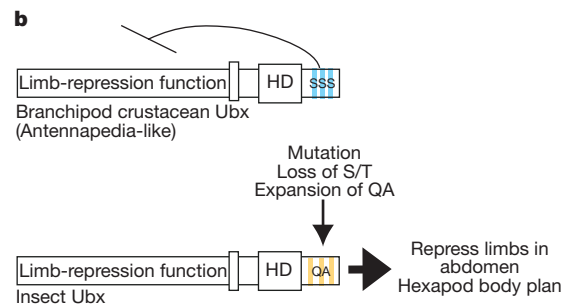 b
Limb-repression function HD SSS
Branchipod crustacean Ubx
(Antennapedia-like)
Mutation
Loss of S/T
Expansion of QA
Limb-repression function HD QA
Insect Ubx
Repress limbs in
abdomen
Hexapod body plan